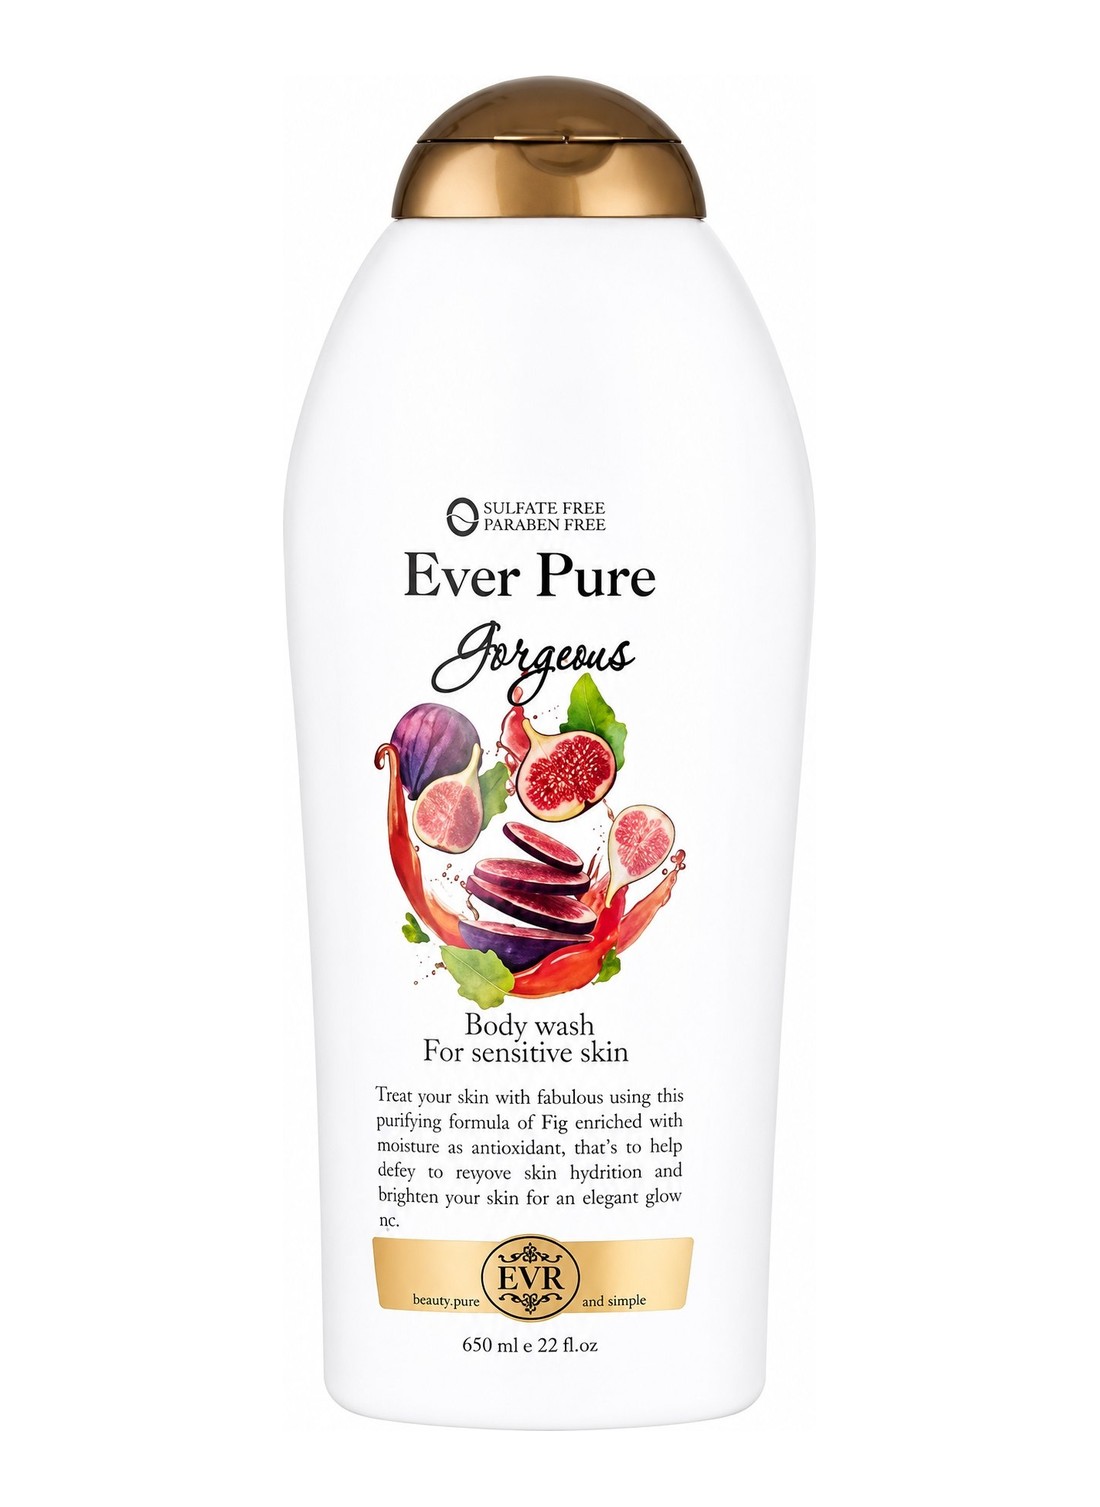 SULFATE FREE
PARABEN FREE
Ever Pure
Gorgeous
Body wash
For sensitive skin
Treat your skin with fabulous using this
purifying formula of Fig enriched with
moisture as antioxidant, that's to help
defey to reyove skin hydrition and
brighten your skin for an elegant glow
nc.
EVR
beauty.pure and simple
650 ml e 22 fl.oz